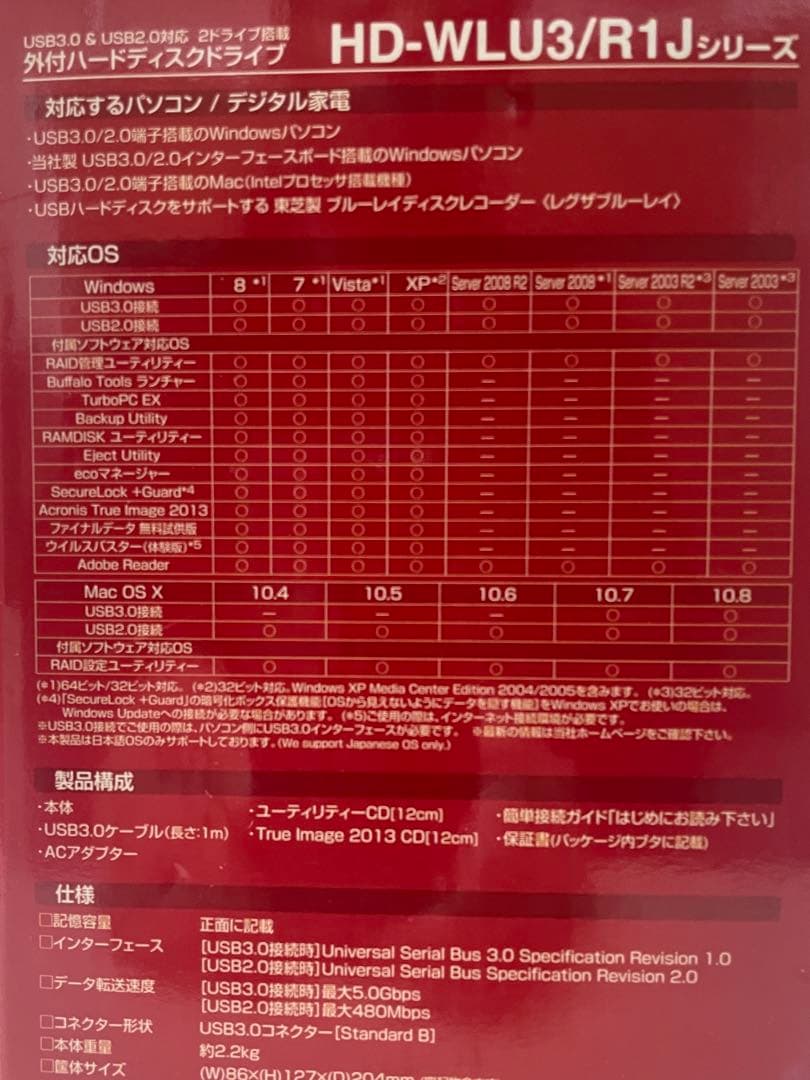 USB3.0 & USB2.0対応 2ドライブ搭載
外付ハードディスクドライブ HD-WLU3/R1Jシリーズ
対応するパソコン / デジタル家電
・USB3.0/2.0端子搭載のWindowsパソコン
・当社製 USB3.0/2.0インターフェースボード搭載のWindowsパソコン
・USB3.0/2.0端子搭載のMac(Intelプロセッサ搭載機種)
・USBハードディスクをサポートする 東芝製 ブルーレイディスクレコーダー〈レグザブルーレイ〉
対応OS
Windows 8 *1 7 *1 Vista*1 XP*2 Server 2008 R2 Server 2008 *1 Server 2003 R2*3 Server 2003 *3
USB3.0接続 ○ ○ ○ ○ ○ ○ ○ ○
USB2.0接続 ○ ○ ○ ○ ○ ○ ○ ○
付属ソフトウェア対応OS
RAID管理ユーティリティー ○ ○ ○ ○ ○ ○ ○ ○
Buffalo Tools ランチャー ○ ○ ○ ○ － － － －
TurboPC EX ○ ○ ○ ○ － － － －
Backup Utility ○ ○ ○ ○ － － － －
RAMDISK ユーティリティー ○ ○ ○ ○ － － － －
Eject Utility ○ ○ ○ ○ － － － －
ecoマネージャー ○ ○ ○ ○ － － － －
SecureLock +Guard*4 ○ ○ ○ ○ － － － －
Acronis True Image 2013 ○ ○ ○ ○ － － － －
ファイナルデータ 無料試供版 ○ ○ ○ ○ － － － －
ウイルスバスター(体験版)*5 ○ ○ ○ ○ － － － －
Adobe Reader ○ ○ ○ ○ ○ ○ ○ ○
Mac OS X 10.4 10.5 10.6 10.7 10.8
USB3.0接続 － － － ○ ○
USB2.0接続 ○ ○ ○ ○ ○
付属ソフトウェア対応OS
RAID設定ユーティリティー ○ ○ ○ ○ ○
(*1)64ビット/32ビット対応。 (*2)32ビット対応。Windows XP Media Center Edition 2004/2005を含みます。 (*3)32ビット対応。
(*4)「SecureLock +Guard」の暗号化ボックス保護機能[OSから見えないようにデータを隠す機能]をWindows XPでお使いの場合は、
Windows Updateへの接続が必要な場合があります。 (*5)ご使用の際は、インターネット接続環境が必要です。
※USB3.0接続でご使用の際は、パソコン側にUSB3.0インターフェースが必要です。 ※最新の情報は当社ホームページをご確認下さい。
※本製品は日本語OSのみサポートしております。(We support Japanese OS only.)
製品構成
・本体 ・ユーティリティーCD[12cm] ・簡単接続ガイド「はじめにお読み下さい」
・USB3.0ケーブル(長さ:1m) ・True Image 2013 CD[12cm] ・保証書(パッケージ内ブタに記載)
・ACアダプター
仕様
□記憶容量 正面に記載
□インターフェース [USB3.0接続時]Universal Serial Bus 3.0 Specification Revision 1.0
[USB2.0接続時]Universal Serial Bus Specification Revision 2.0
□データ転送速度 [USB3.0接続時]最大5.0Gbps
[USB2.0接続時]最大480Mbps
□コネクター形状 USB3.0コネクター[Standard B]
□本体重量 約2.2kg
□筐体サイズ (W)86×(H)127×(D)204mm